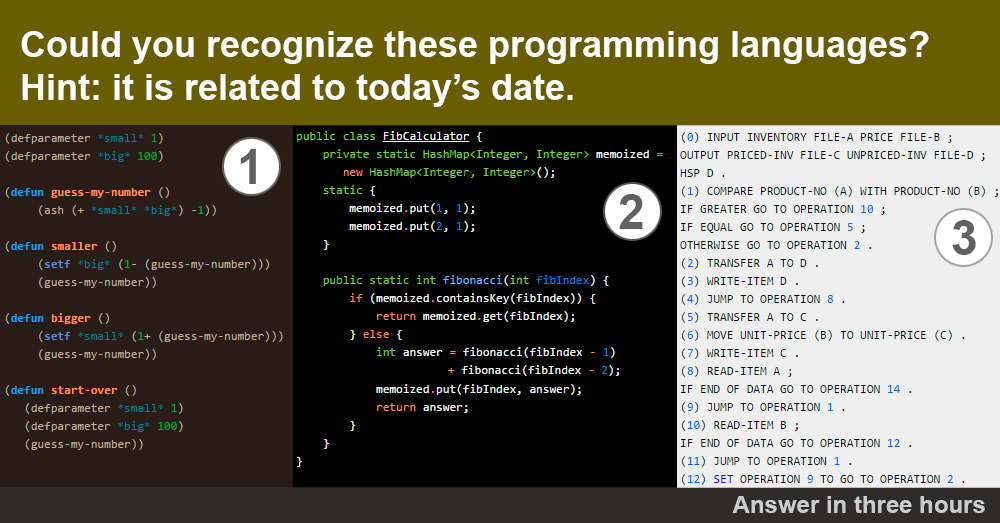 Could you recognize these programming languages?
Hint: it is related to today's date.
(defparameter *small* 1)
(defparameter *big* 100)
(defun guess-my-number ()
(ash (+ *small* *big*) -1))
(defun smaller ()
(setf *big* (1- (guess-my-number)))
(guess-my-number))
(defun bigger ()
(setf *small* (1+ (guess-my-number)))
(guess-my-number))
(defun start-over ()
(defparameter *small* 1)
(defparameter *big* 100)
(guess-my-number))
1
public class FibCalculator {
private static HashMap<Integer, Integer> memoized =
new HashMap<Integer, Integer>();
static {
memoized.put(1, 1);
memoized.put(2, 1);
}
public static int fibonacci(int fibIndex) {
if (memoized.containsKey(fibIndex)) {
return memoized.get(fibIndex);
} else {
int answer = fibonacci(fibIndex - 1)
+ fibonacci(fibIndex - 2);
memoized.put(fibIndex, answer);
return answer;
}
}
}
2
(0) INPUT INVENTORY FILE-A PRICE FILE-B ;
OUTPUT PRICED-INV FILE-C UNPRICED-INV FILE-D ;
HSP D .
(1) COMPARE PRODUCT-NO (A) WITH PRODUCT-NO (B) ;
IF GREATER GO TO OPERATION 10 ;
IF EQUAL GO TO OPERATION 5 ;
OTHERWISE GO TO OPERATION 2 .
(2) TRANSFER A TO D .
(3) WRITE-ITEM D .
(4) JUMP TO OPERATION 8 .
(5) TRANSFER A TO C .
(6) MOVE UNIT-PRICE (B) TO UNIT-PRICE (C) .
(7) WRITE-ITEM C .
(8) READ-ITEM A ;
IF END OF DATA GO TO OPERATION 14 .
(9) JUMP TO OPERATION 1 .
(10) READ-ITEM B ;
IF END OF DATA GO TO OPERATION 12 .
(11) JUMP TO OPERATION 1 .
(12) SET OPERATION 9 TO GO TO OPERATION 2 .
3
Answer in three hours